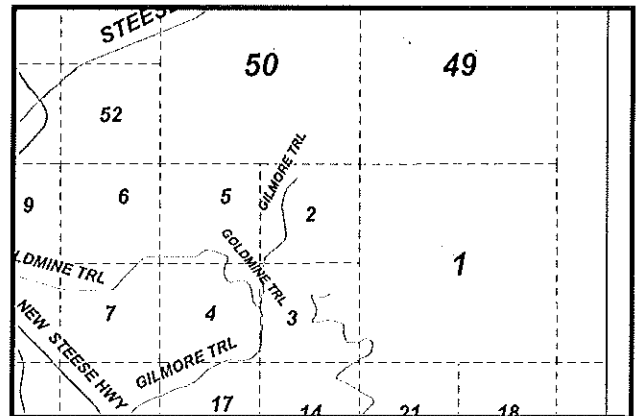 STEESE
50
49
52
GILMORE TRL
9
6
5
2
GOLDMINE TRL
1
LDMINE TRL
7
4
3
NEW STEESE HWY
GILMORE TRL
17
14
21
18